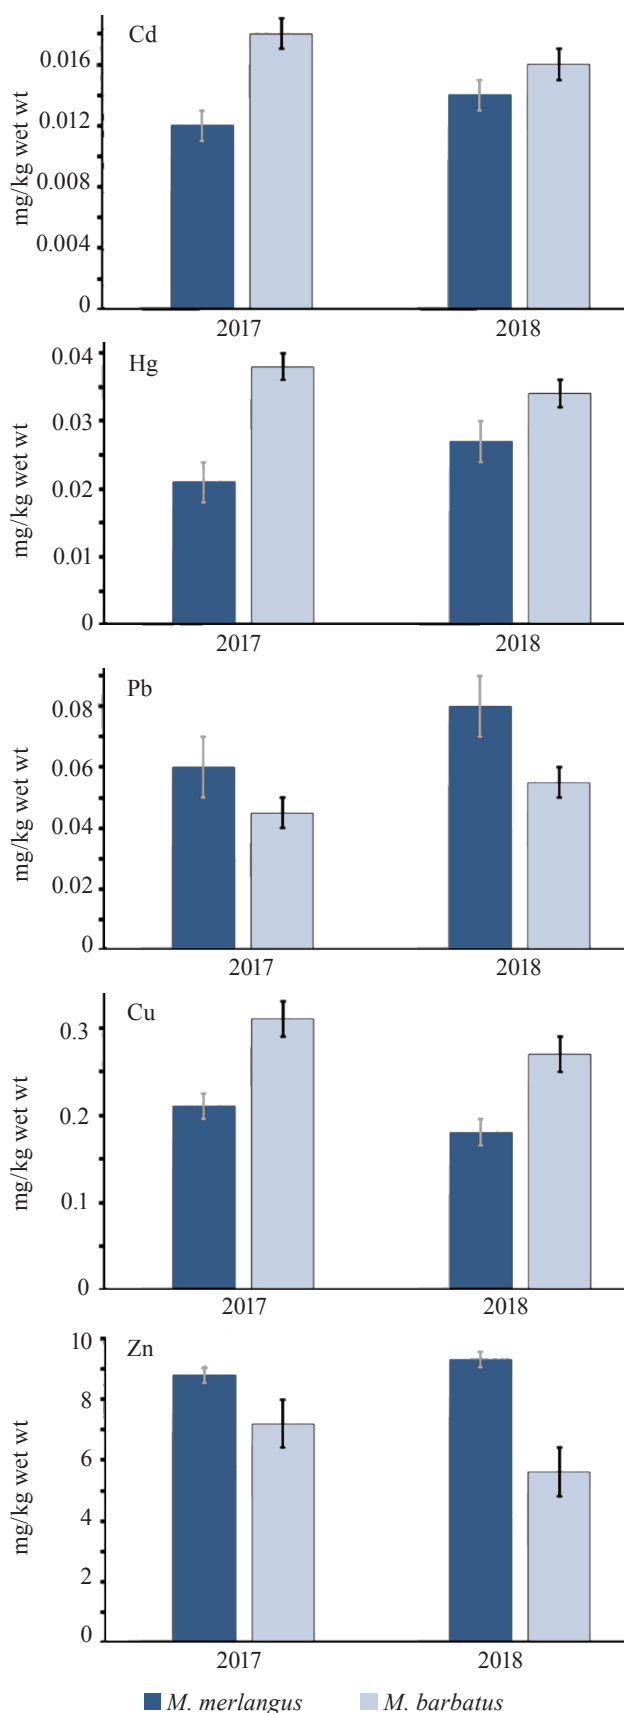 Cd
mg/kg wet wt
0.016
0.012
0.008
0.004
0
2017 2018
Hg
mg/kg wet wt
0.04
0.03
0.02
0.01
0
2017 2018
Pb
mg/kg wet wt
0.08
0.06
0.04
0.02
0
2017 2018
Cu
mg/kg wet wt
0.3
0.2
0.1
0
2017 2018
Zn
mg/kg wet wt
10
8
6
4
2
0
2017 2018
M. merlangus M. barbatus